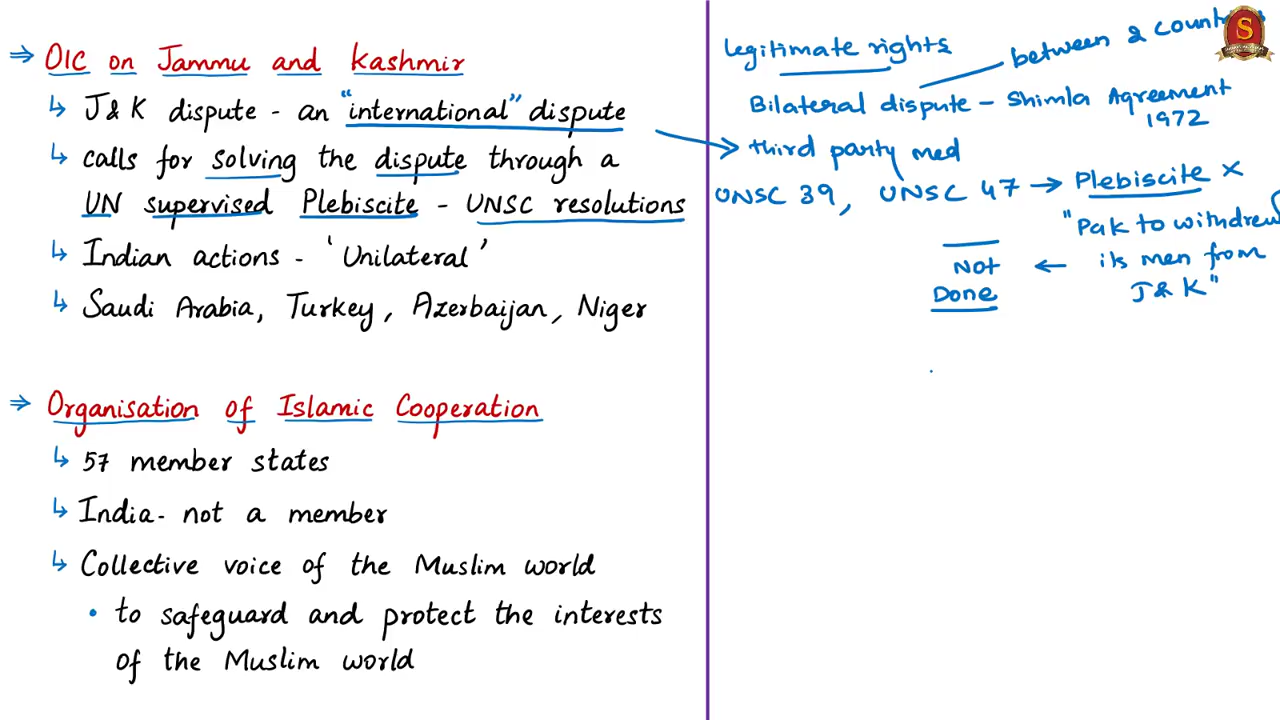 ⇒ OIC on Jammu and Kashmir
↳ J&K dispute - an "international" dispute
↳ calls for solving the dispute through a
UN supervised Plebiscite - UNSC resolutions
↳ Indian actions - 'Unilateral'
↳ Saudi Arabia, Turkey, Azerbaijan, Niger
⇒ Organisation of Islamic Cooperation
↳ 57 member states
↳ India - not a member
↳ Collective voice of the Muslim world
• to safeguard and protect the interests
of the Muslim world
legitimate rights
between 2
Bilateral dispute - Shimla Agreement
1972
→ third party med
UNSC 39, UNSC 47 → Plebiscite ×
"Pak to withdraw
its men from
J&K"
← Not
Done
S